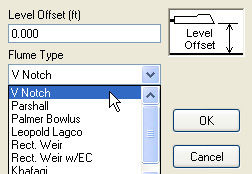 Level Offset (ft)
0.000
Level
Offset
Flume Type
V Notch
V Notch
Parshall
Palmer Bowlus
Leopold Lagco
Rect. Weir
Rect. Weir w/EC
Khafagi
OK
Cancel